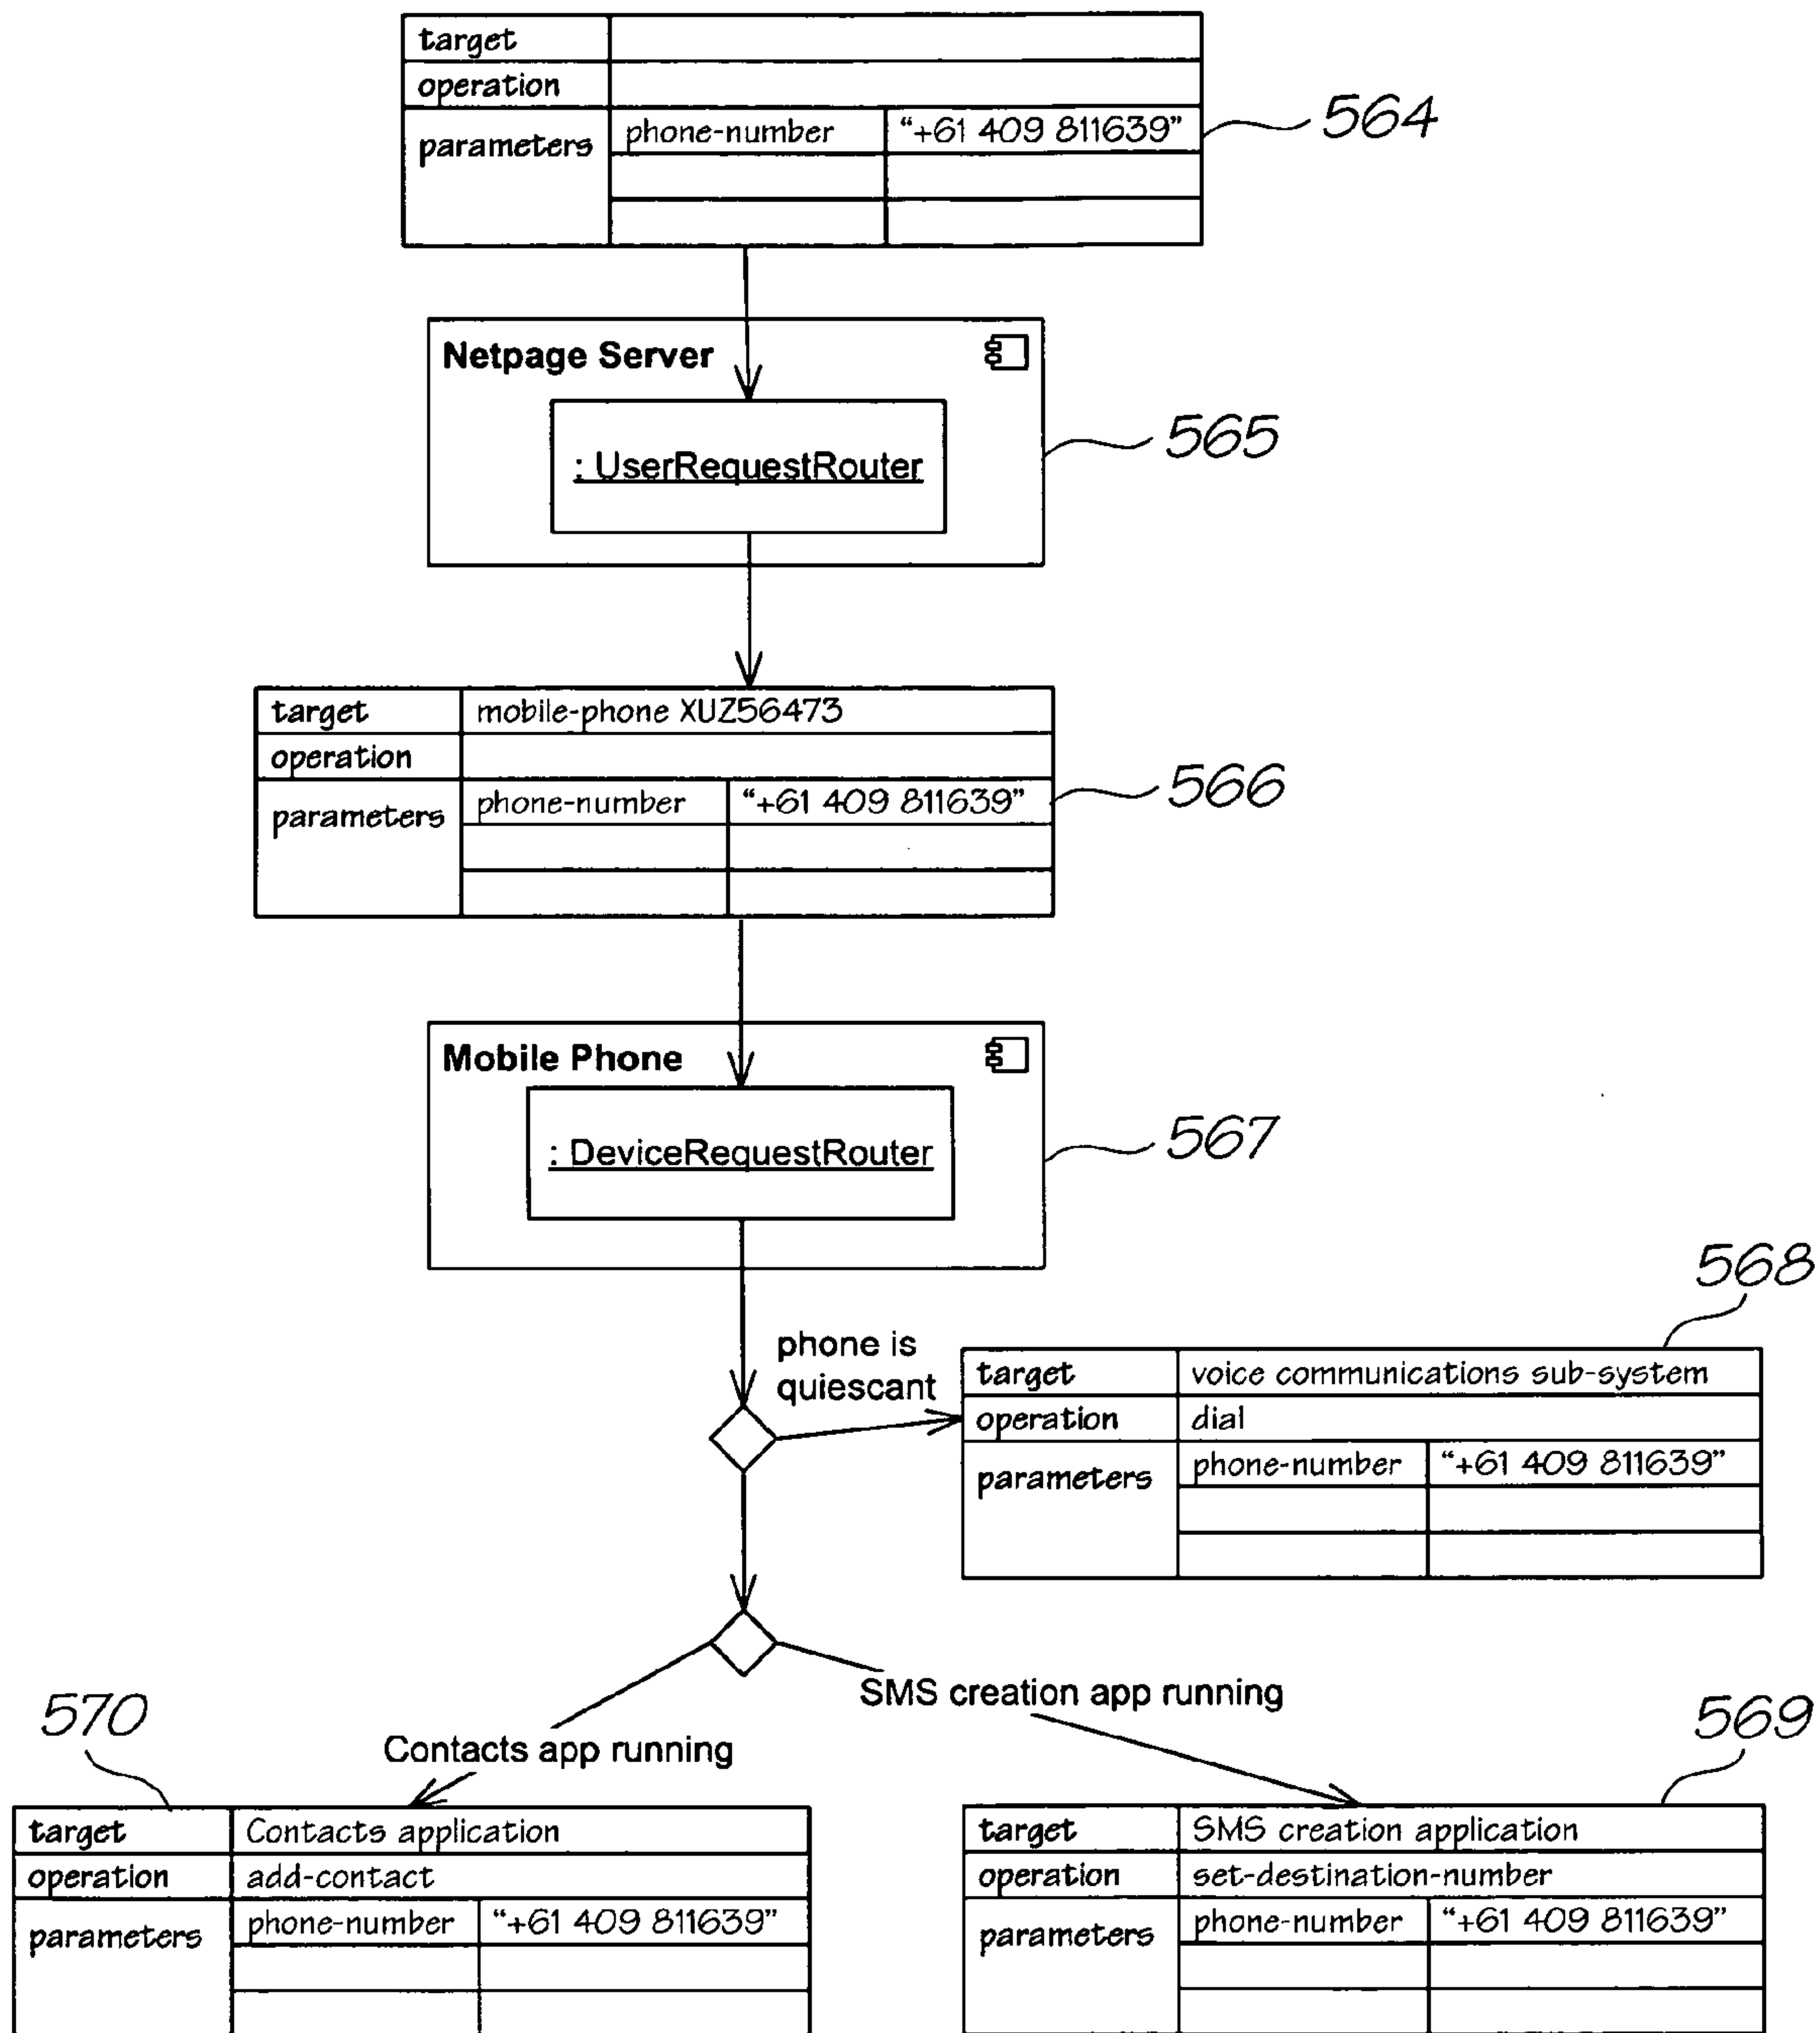 target
operation
parameters phone-number "+61 409 811639"
564
Netpage Server
: UserRequestRouter
565
target mobile-phone XUZ56473
operation
parameters phone-number "+61 409 811639"
566
Mobile Phone
: DeviceRequestRouter
567
568
phone is
quiescant
target voice communications sub-system
operation dial
parameters phone-number "+61 409 811639"
SMS creation app running
Contacts app running
570
target Contacts application
operation add-contact
parameters phone-number "+61 409 811639"
569
target SMS creation application
operation set-destination-number
parameters phone-number "+61 409 811639"